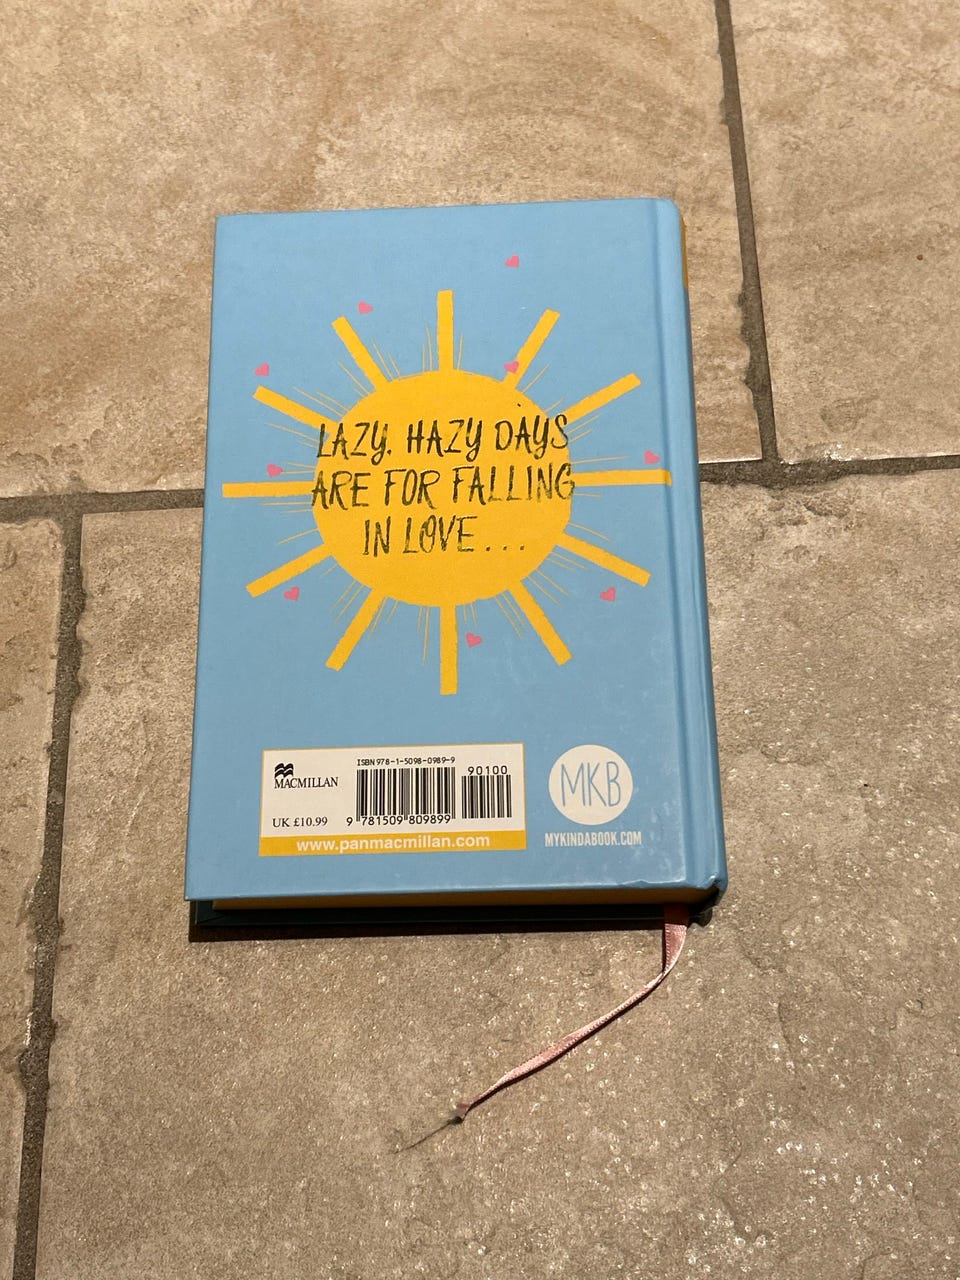 LAZY, HAZY DAYS
ARE FOR FALLING
IN LOVE...
MACMILLAN
ISBN 978-1-5098-0989-9
90100
9 781509 809899
UK £10.99
www.panmacmillan.com
MKB
MYKINDABOOK.COM